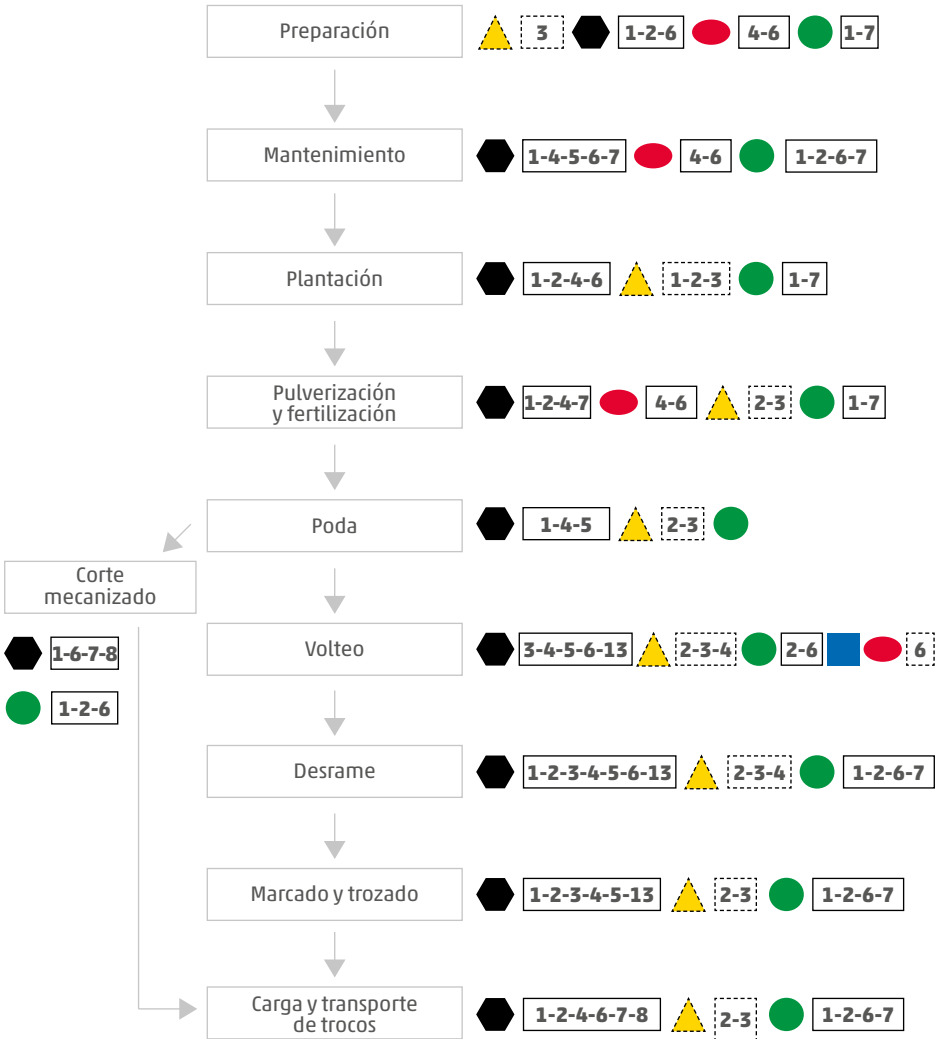 Preparación
3
1-2-6
4-6
1-7
Mantenimiento
1-4-5-6-7
4-6
1-2-6-7
Plantación
1-2-4-6
1-2-3
1-7
Pulverización
y fertilización
1-2-4-7
4-6
2-3
1-7
Poda
1-4-5
2-3
Corte
mecanizado
1-6-7-8
1-2-6
Volteo
3-4-5-6-13
2-3-4
2-6
6
Desrame
1-2-3-4-5-6-13
2-3-4
1-2-6-7
Marcado y trozado
1-2-3-4-5-13
2-3
1-2-6-7
Carga y transporte
de trocos
1-2-4-6-7-8
2-3
1-2-6-7